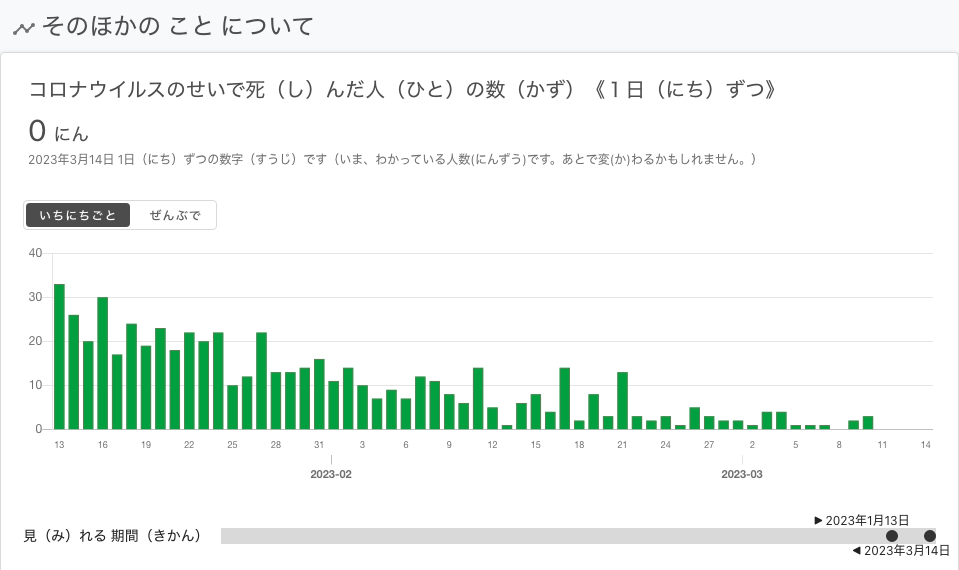 そのほかの こと について
コロナウイルスのせいで死（し）んだ人（ひと）の数（かず）《１日（にち）ずつ》
0 にん
2023年3月14日 1日（にち）ずつの数字（すうじ）です（いま、わかっている人数(にんずう)です。あとで変(か)わるかもしれません。）
いちにちごと ぜんぶで
40
30
20
10
0
13 16 19 22 25 28 31 3 6 9 12 15 18 21 24 27 2 5 8 11 14
2023-02 2023-03
▶ 2023年1月13日
見（み）れる 期間（きかん）
◀ 2023年3月14日